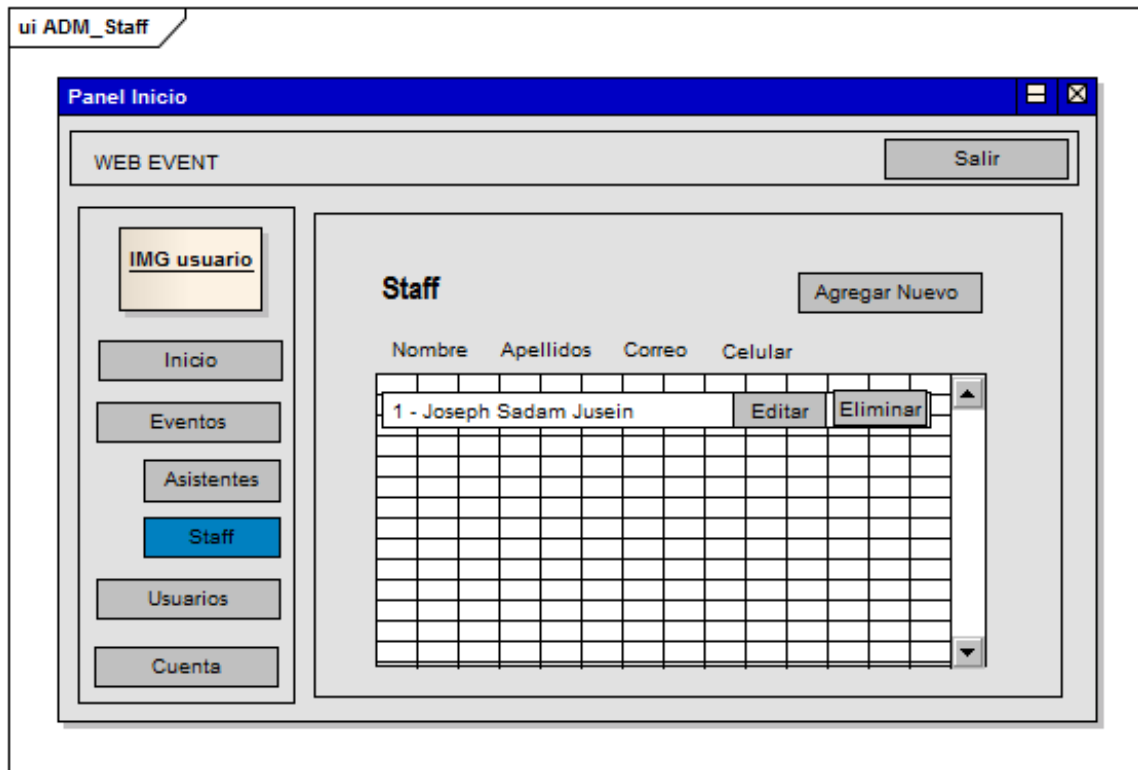 ui ADM_Staff
Panel Inicio
WEB EVENT
Salir
IMG usuario
Inicio
Eventos
Asistentes
Staff
Usuarios
Cuenta
Staff
Agregar Nuevo
Nombre Apellidos Correo Celular
1 - Joseph Sadam Jusein Editar Eliminar